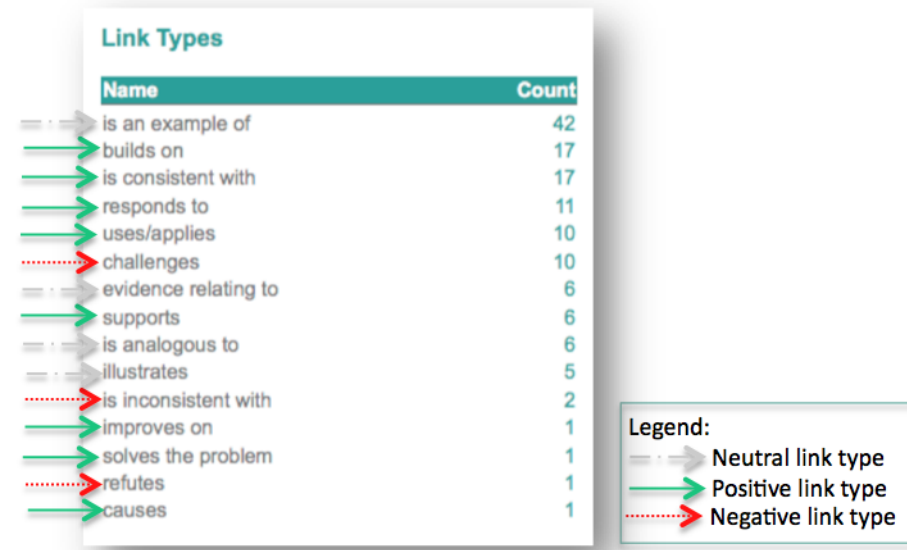 Link Types
Name Count
is an example of 42
builds on 17
is consistent with 17
responds to 11
uses/applies 10
challenges 10
evidence relating to 6
supports 6
is analogous to 6
illustrates 5
is inconsistent with 2
improves on 1
solves the problem 1
refutes 1
causes 1
Legend:
Neutral link type
Positive link type
Negative link type